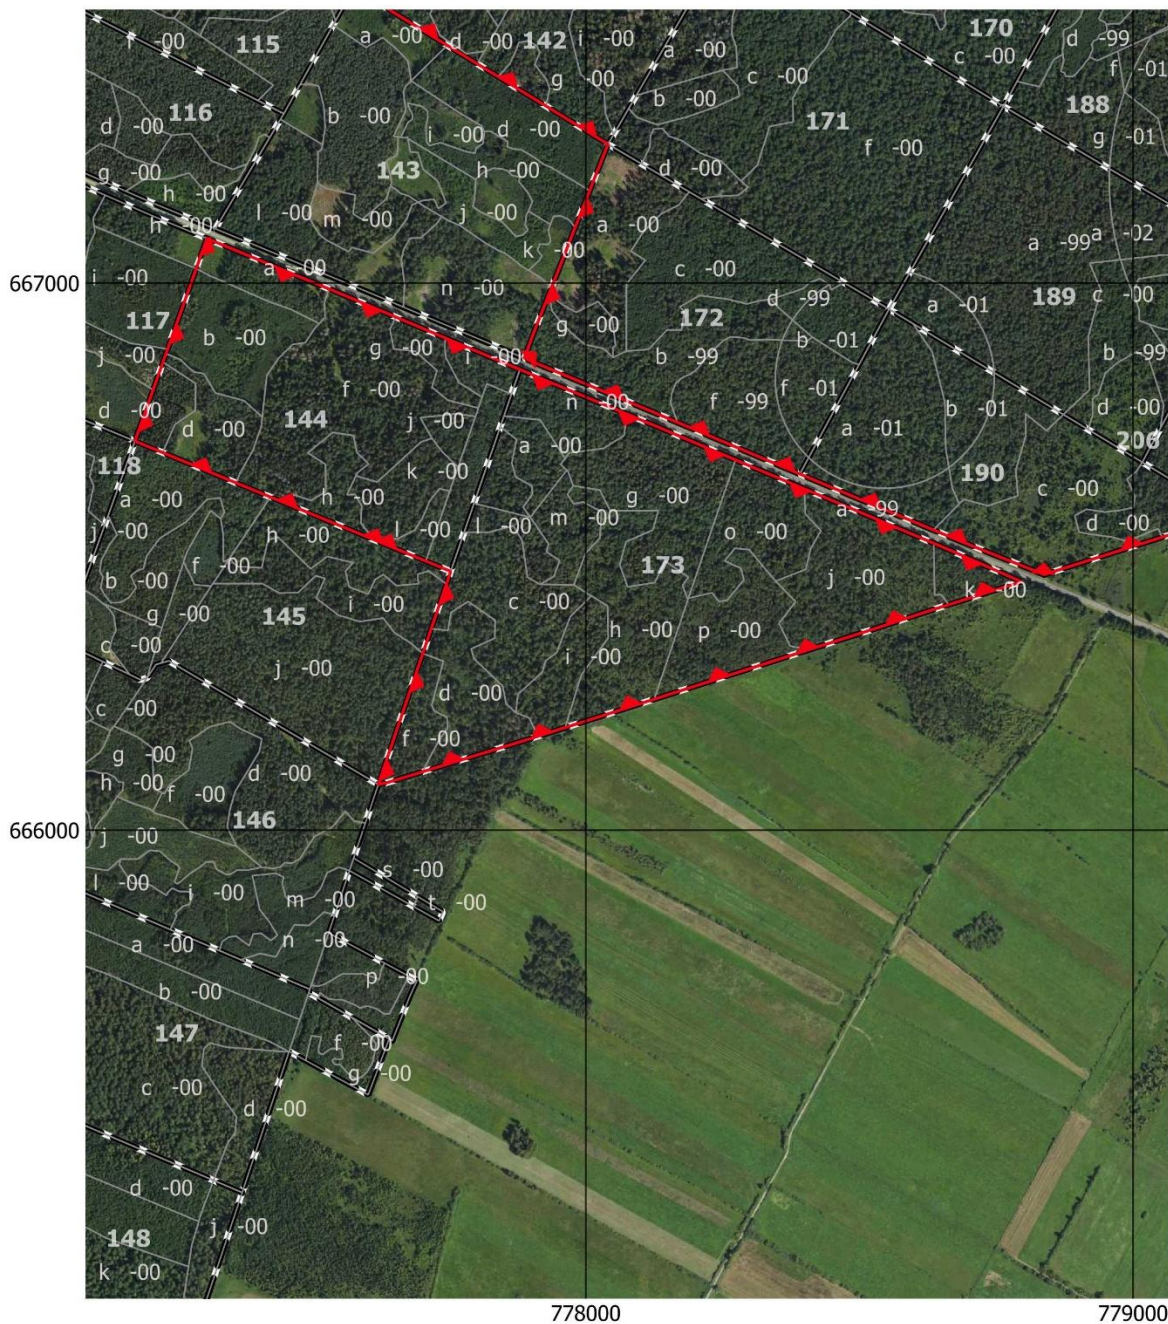 f -00
115
a -00
d -00
142
i -00
a -00
170
c -00
d -99
f -01
g -00
b -00
c -00
116
d -00
b -00
i -00
d -00
171
188
g -01
f -00
143
g -00
h -00
h -00
d -00
h -00
l -00
m -00
j -00
a -00
k -00
a -99
a -02
667000
i -00
a -00
n -00
c -00
d -99
a -01
189
c -00
117
b -00
g -00
g -00
172
b -01
j -00
i -00
b -99
b -99
f -00
f -01
n -00
f -99
b -01
d -00
d -00
d -00
144
j -00
a -00
a -01
206
118
k -00
190
c -00
a -00
h -00
g -00
a -99
d -00
j -00
h -00
l -00
l
m -00
o -00
b -00
f -00
173
j -00
k -00
g -00
145
i -00
c -00
c -00
h -00
p -00
j -00
i -00
c -00
d -00
g -00
f -00
h -00
d -00
f -00
146
666000
j -00
s -00
l -00
i -00
m -00
t -00
a -00
n -00
p -00
b -00
147
f -00
g -00
c -00
d -00
d -00
j -00
148
k -00
778000
779000